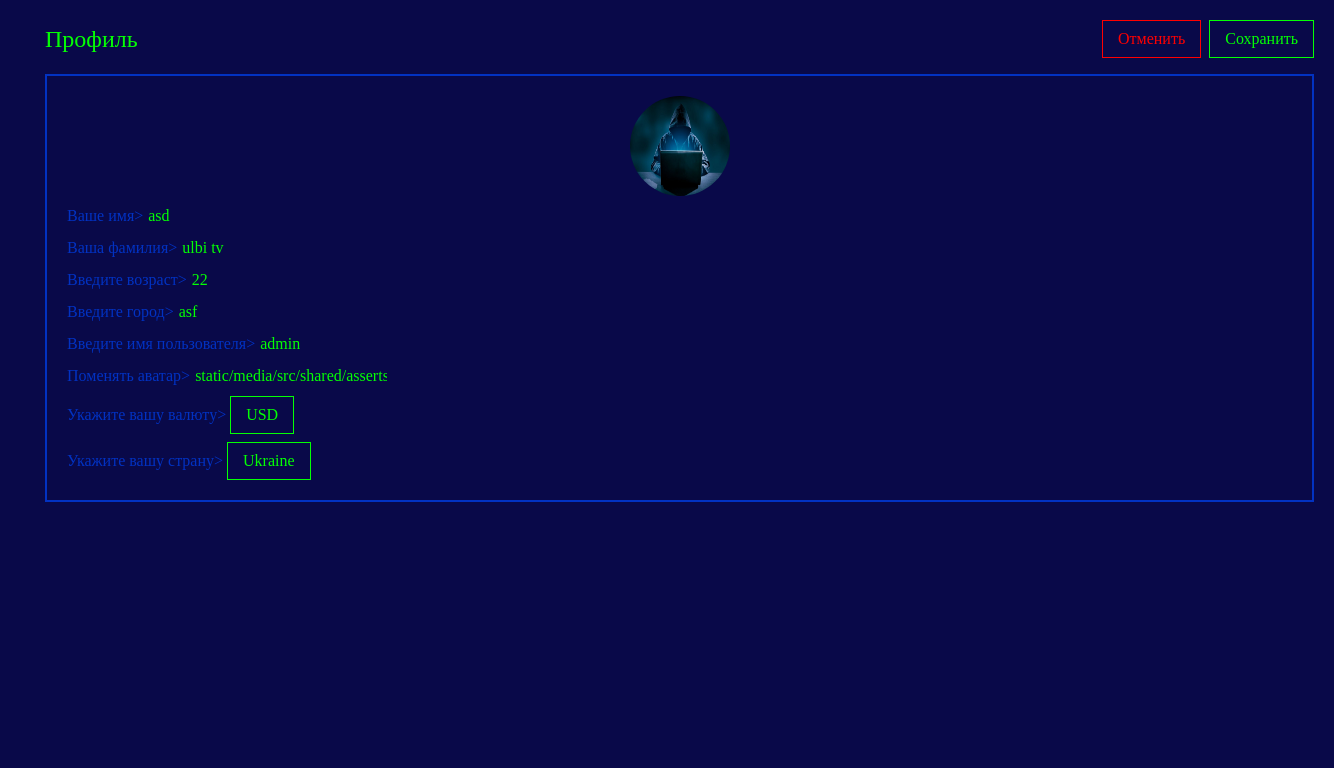 Профиль
Отменить
Сохранить
Ваше имя> asd
Ваша фамилия> ulbi tv
Введите возраст> 22
Введите город> asf
Введите имя пользователя> admin
Поменять аватар> static/media/src/shared/asserts
Укажите вашу валюту> USD
Укажите вашу страну> Ukraine